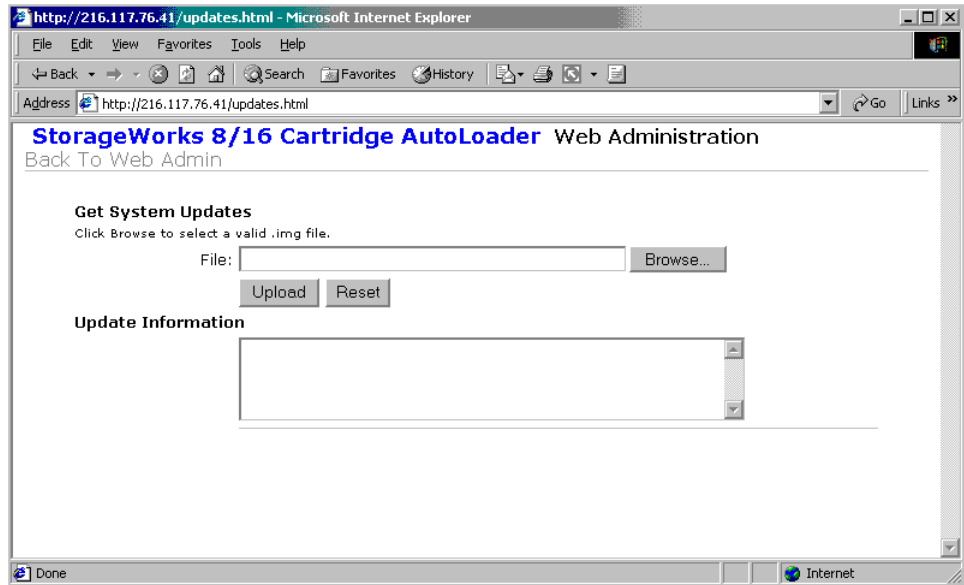 http://216.117.76.41/updates.html - Microsoft Internet Explorer
File Edit View Favorites Tools Help
Back Search Favorites History
Address http://216.117.76.41/updates.html Go Links »
StorageWorks 8/16 Cartridge AutoLoader Web Administration
Back To Web Admin
Get System Updates
Click Browse to select a valid .img file.
File: Browse...
Upload Reset
Update Information
Done Internet